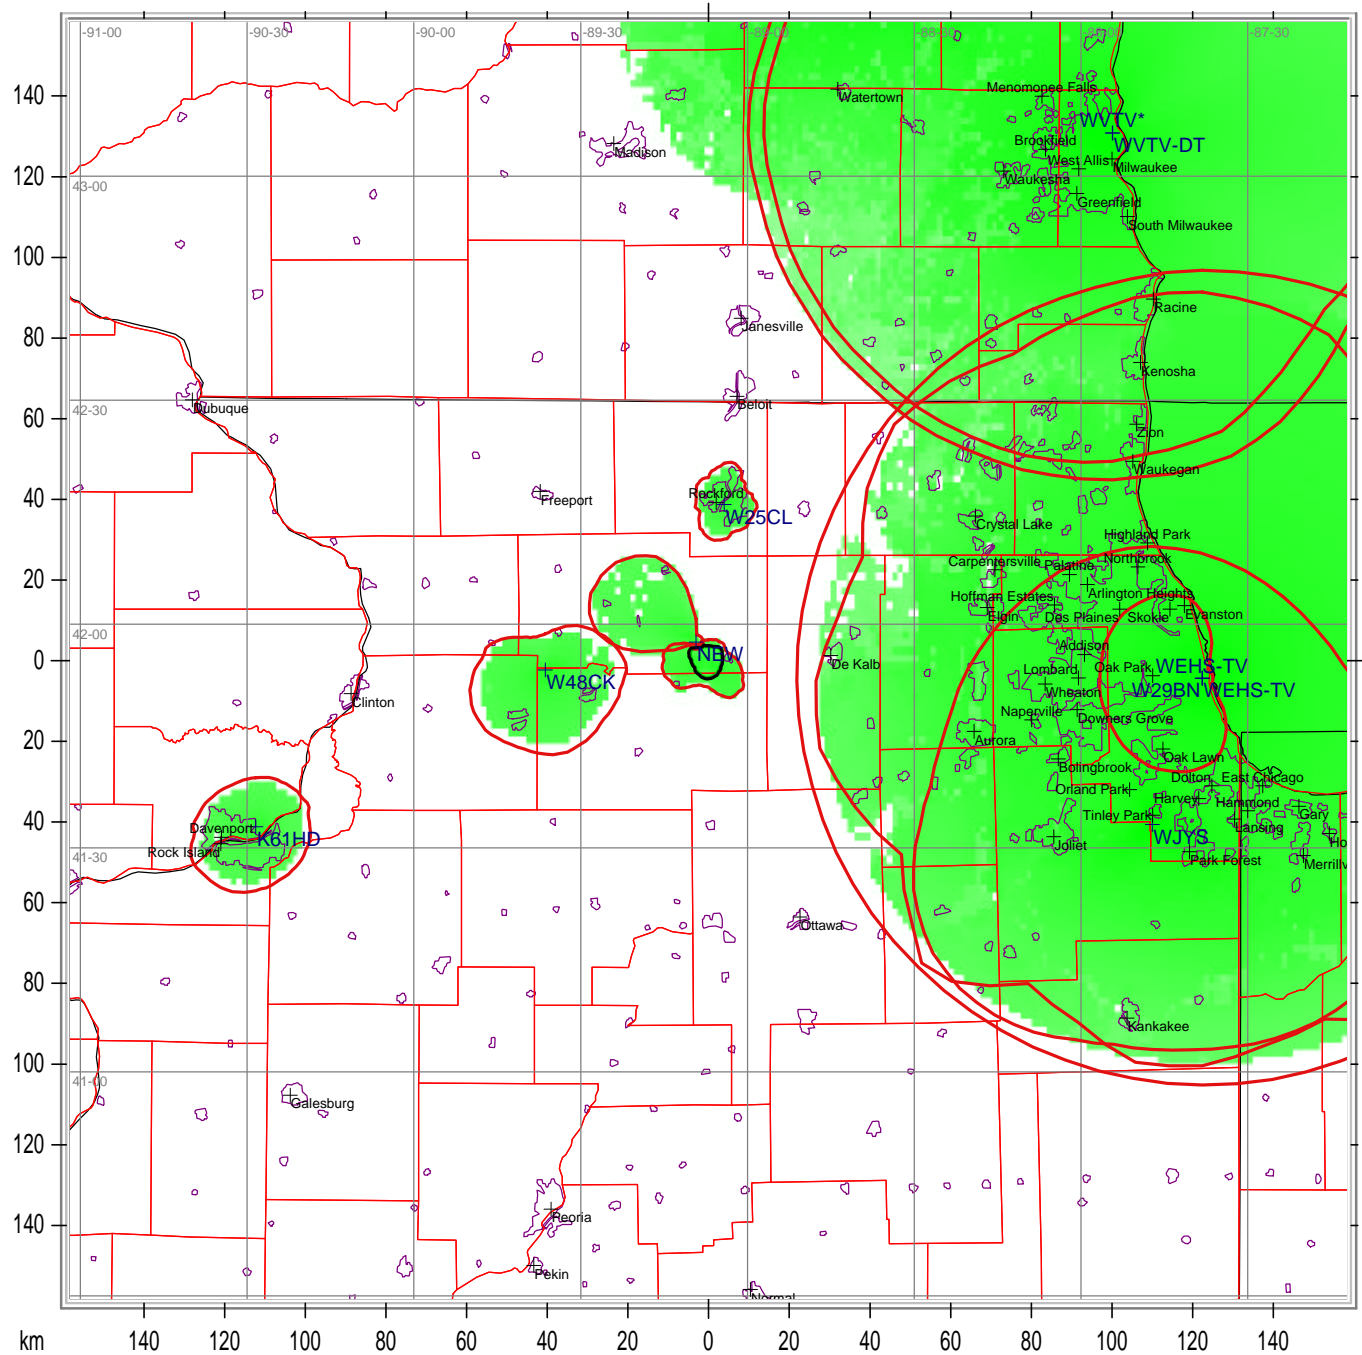 -91-00
-90-30
-90-00
-89-30
-89-00
-88-30
-88-00
-87-30
140
120
100
80
60
40
20
0
20
40
60
80
100
120
140
43-00
42-30
42-00
41-30
41-00
Menomonee Falls
Watertown
WVTV*
WVTV-DT
Brookfield
Madison
West Allis
Milwaukee
Waukesha
Greenfield
South Milwaukee
Racine
Janesville
Kenosha
Beloit
Dubuque
Zion
Waukegan
Rockford
Freeport
W25CL
Crystal Lake
Highland Park
Carpentersville
Palatine
Northbrook
Arlington Heights
Hoffman Estates
Elgin
Des Plaines
Skokie
Evanston
Addison
NEW
De Kalb
Lombard
Oak Park
WEHS-TV
W48CK
Wheaton
W29BN
WEHS-TV
Clinton
Naperville
Downers Grove
Aurora
Oak Lawn
Bolingbrook
Dolton
East Chicago
Orland Park
Harvey
Hammond
Tinley Park
Gary
Davenport
K61HD
WJYS
Lansing
Ho
Rock Island
Joliet
Park Forest
Merrillv
Ottawa
Kankakee
Galesburg
Peoria
Pekin
Normal
km
140
120
100
80
60
40
20
0
20
40
60
80
100
120
140